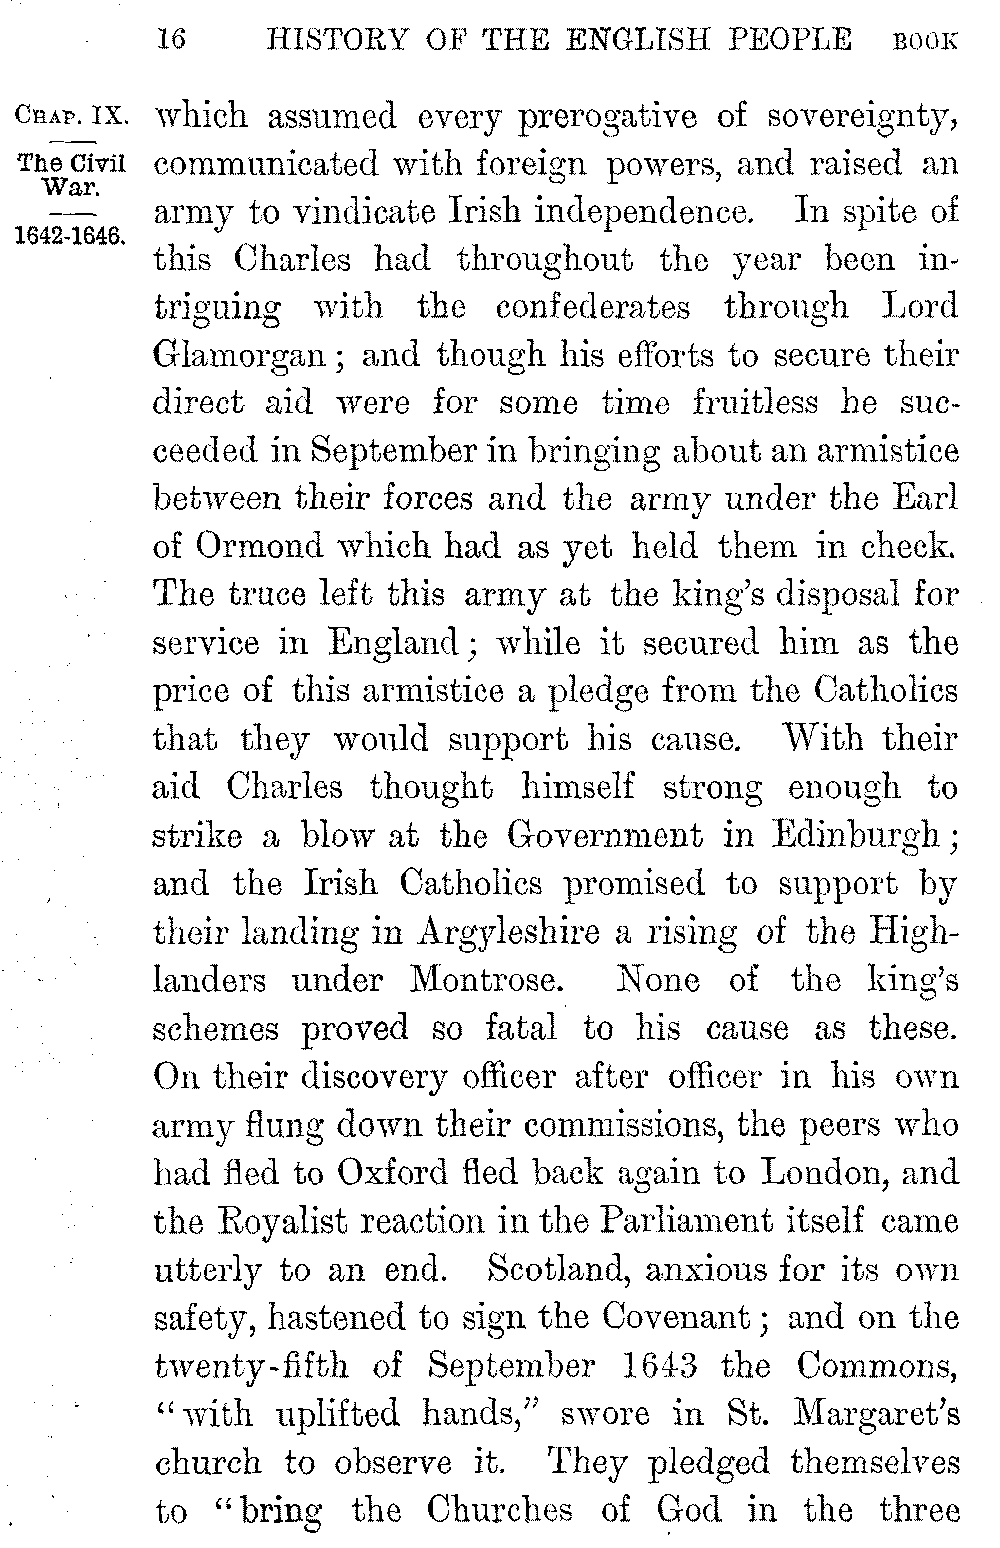 16 HISTORY OF THE ENGLISH PEOPLE BOOK
CHAP. IX.
The Civil
War.
1642-1646.
which assumed every prerogative of sovereignty,
communicated with foreign powers, and raised an
army to vindicate Irish independence. In spite of
this Charles had throughout the year been in-
triguing with the confederates through Lord
Glamorgan; and though his efforts to secure their
direct aid were for some time fruitless he suc-
ceeded in September in bringing about an armistice
between their forces and the army under the Earl
of Ormond which had as yet held them in check.
The truce left this army at the king's disposal for
service in England; while it secured him as the
price of this armistice a pledge from the Catholics
that they would support his cause. With their
aid Charles thought himself strong enough to
strike a blow at the Government in Edinburgh;
and the Irish Catholics promised to support by
their landing in Argyleshire a rising of the High-
landers under Montrose. None of the king's
schemes proved so fatal to his cause as these.
On their discovery officer after officer in his own
army flung down their commissions, the peers who
had fled to Oxford fled back again to London, and
the Royalist reaction in the Parliament itself came
utterly to an end. Scotland, anxious for its own
safety, hastened to sign the Covenant; and on the
twenty-fifth of September 1643 the Commons,
"with uplifted hands," swore in St. Margaret's
church to observe it. They pledged themselves
to "bring the Churches of God in the three